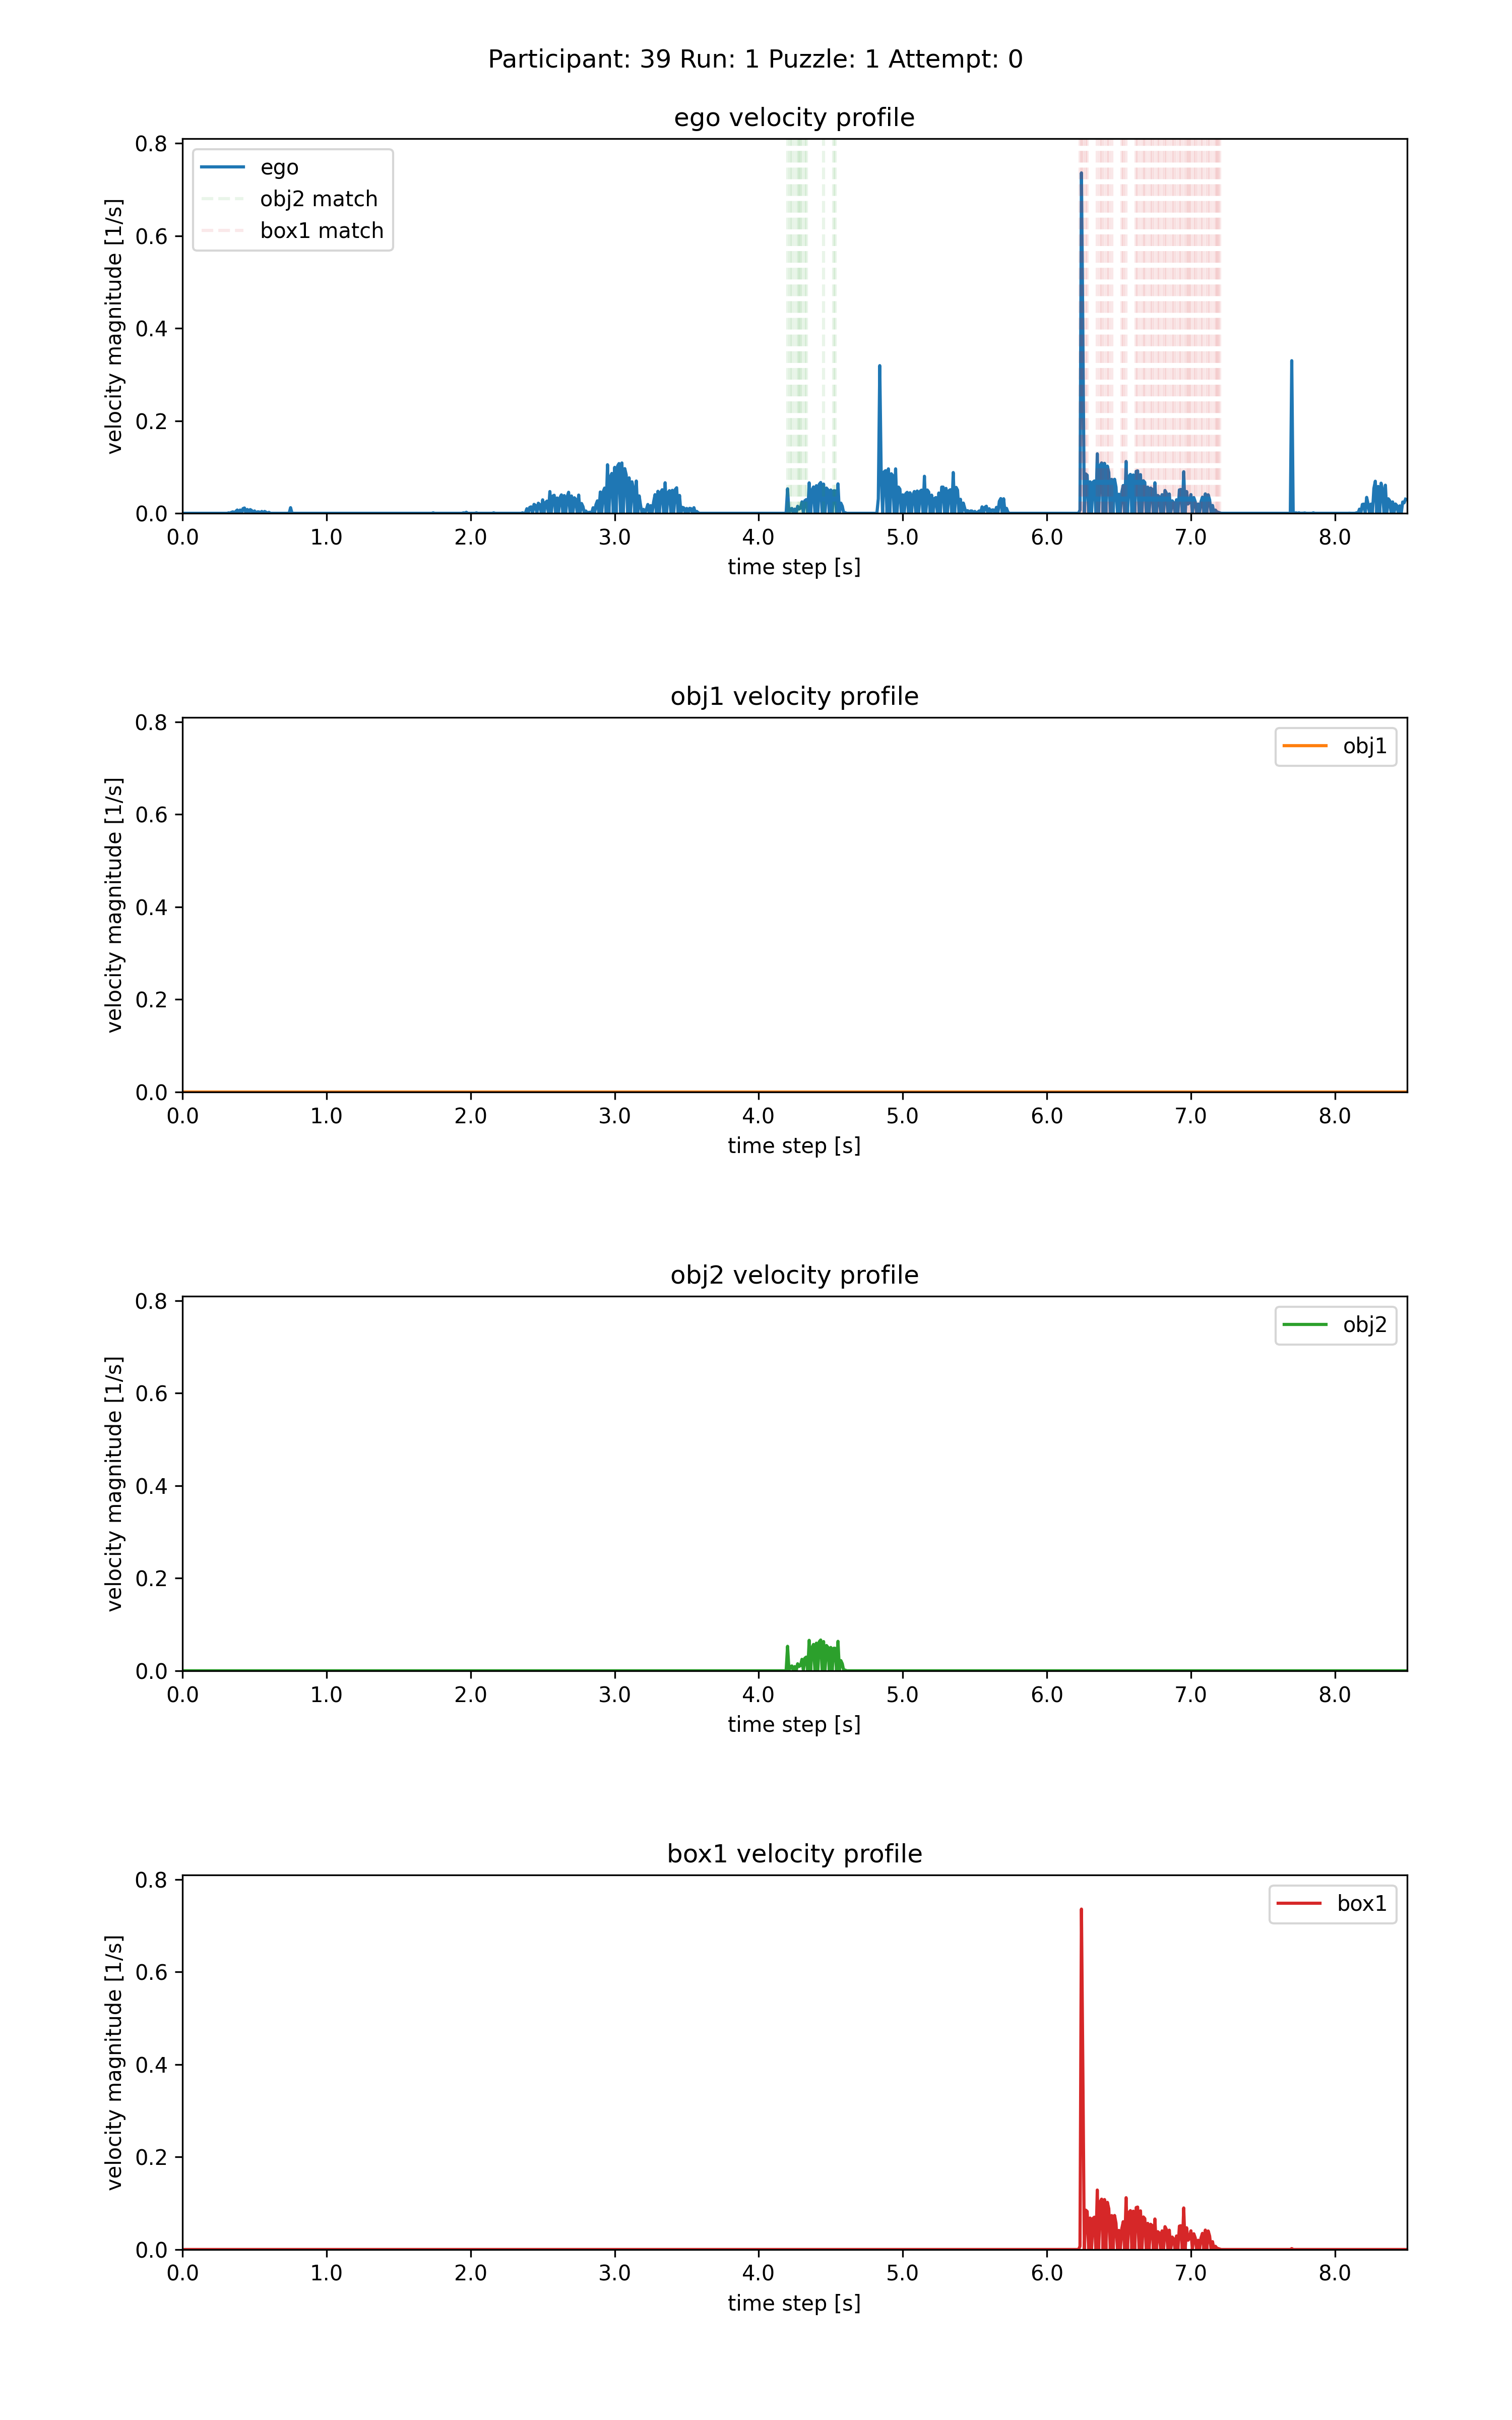 Participant: 39 Run: 1 Puzzle: 1 Attempt: 0
ego velocity profile
velocity magnitude [1/s]
0.8
0.6
0.4
0.2
0.0
ego
obj2 match
box1 match
0.0 1.0 2.0 3.0 4.0 5.0 6.0 7.0 8.0
time step [s]
obj1 velocity profile
velocity magnitude [1/s]
0.8
0.6
0.4
0.2
0.0
obj1
0.0 1.0 2.0 3.0 4.0 5.0 6.0 7.0 8.0
time step [s]
obj2 velocity profile
velocity magnitude [1/s]
0.8
0.6
0.4
0.2
0.0
obj2
0.0 1.0 2.0 3.0 4.0 5.0 6.0 7.0 8.0
time step [s]
box1 velocity profile
velocity magnitude [1/s]
0.8
0.6
0.4
0.2
0.0
box1
0.0 1.0 2.0 3.0 4.0 5.0 6.0 7.0 8.0
time step [s]